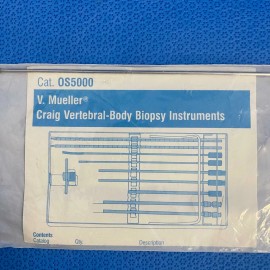 Cat. OS5000
V. Mueller®
Craig Vertebral-Body Biopsy Instruments
Contents
Catalog Qty. Description